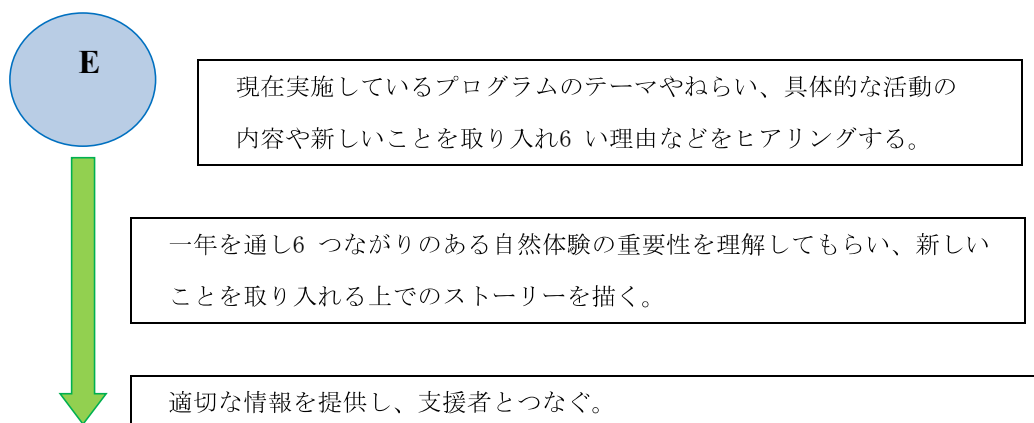 E
現在実施しているプログラムのテーマやねらい、具体的な活動の
内容や新しいことを取り入れ6 い理由などをヒアリングする。
一年を通し6 つながりのある自然体験の重要性を理解してもらい、新しい
ことを取り入れる上でのストーリーを描く。
適切な情報を提供し、支援者とつなぐ。